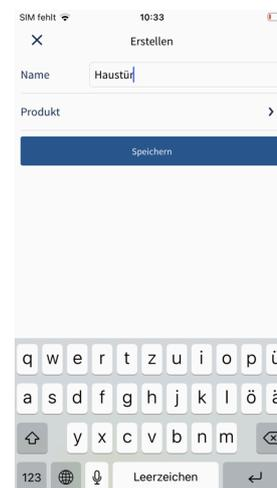 SIM fehlt 10:33
Erstellen
Name Haustür
Produkt
Speichern
q w e r t z u i o p ü
a s d f g h j k l ö ä
y x c v b n m
123 Leerzeichen